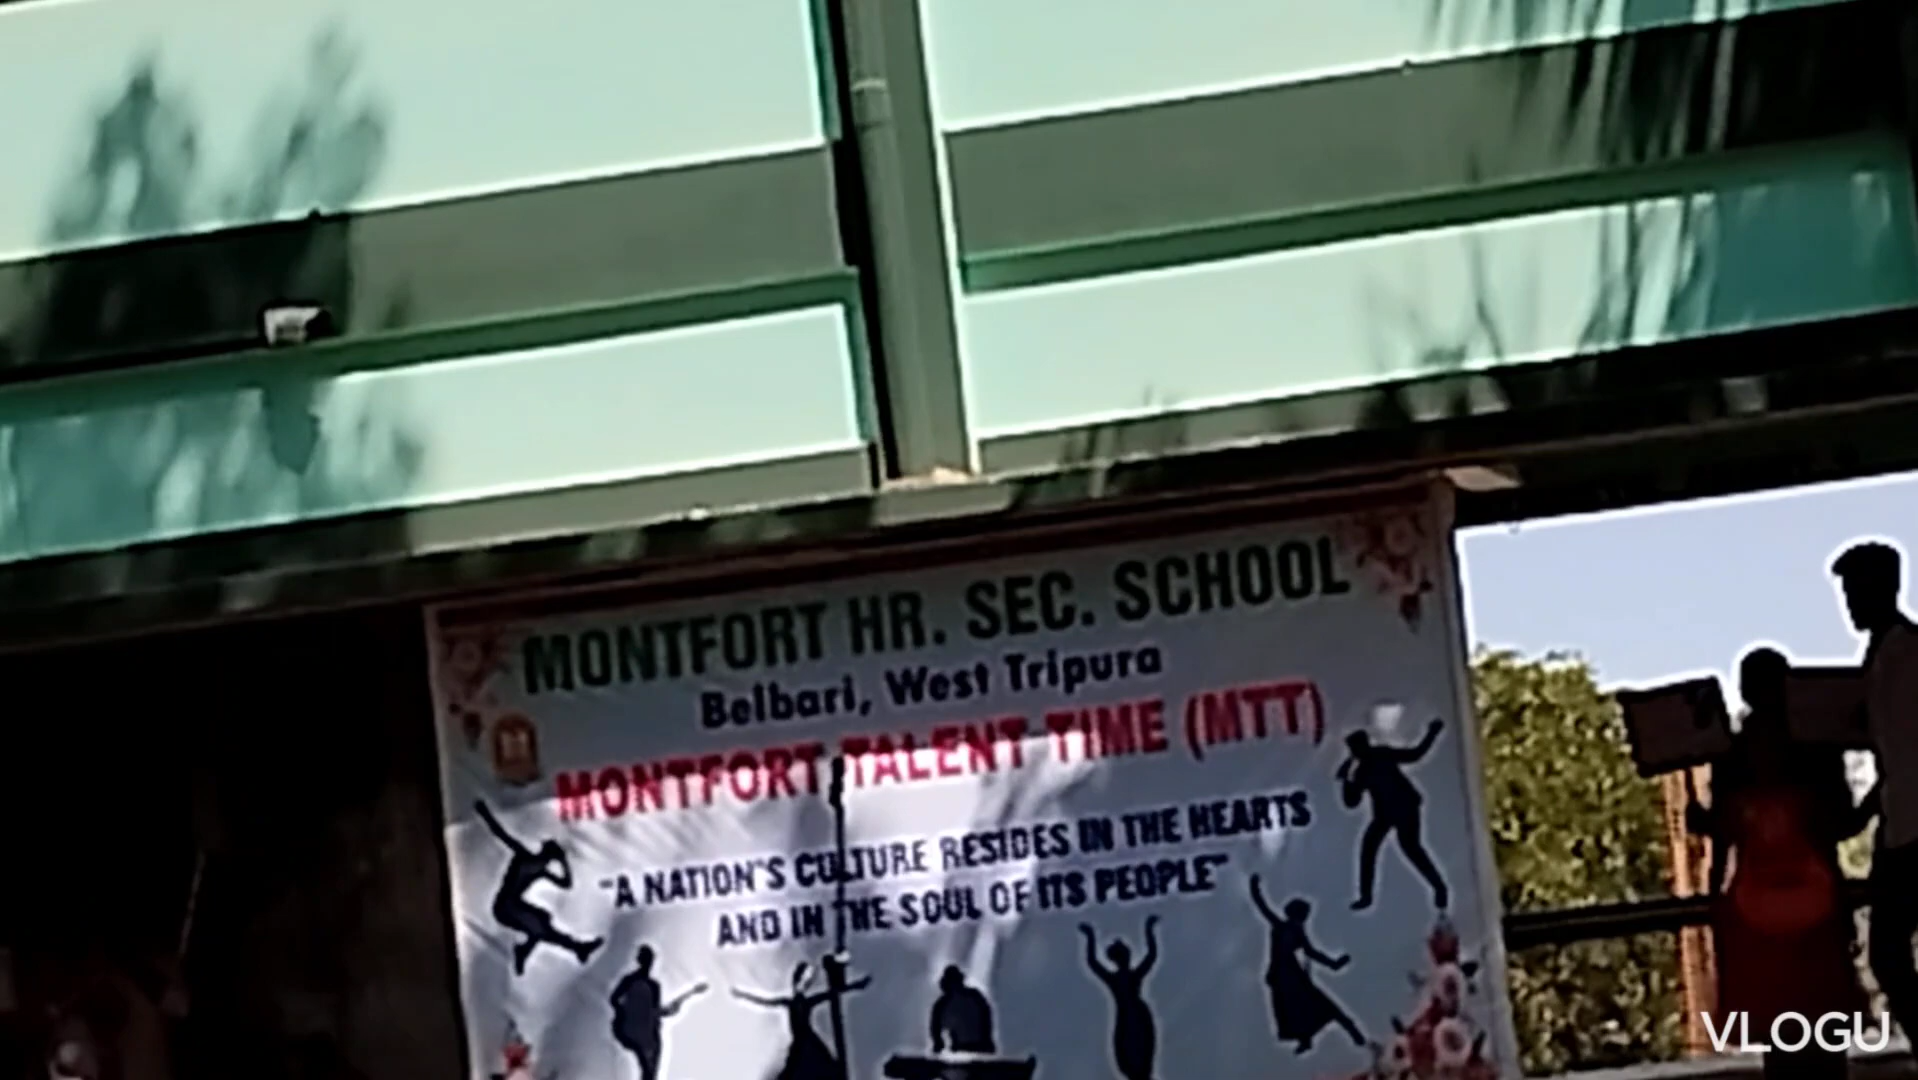 MONTFORT HR. SEC. SCHOOL
Belbari, West Tripura
MONTFORT TALENT TIME (MTT)
"A NATION'S CULTURE RESIDES IN THE HEARTS
AND IN THE SOUL OF ITS PEOPLE"
VLOGU